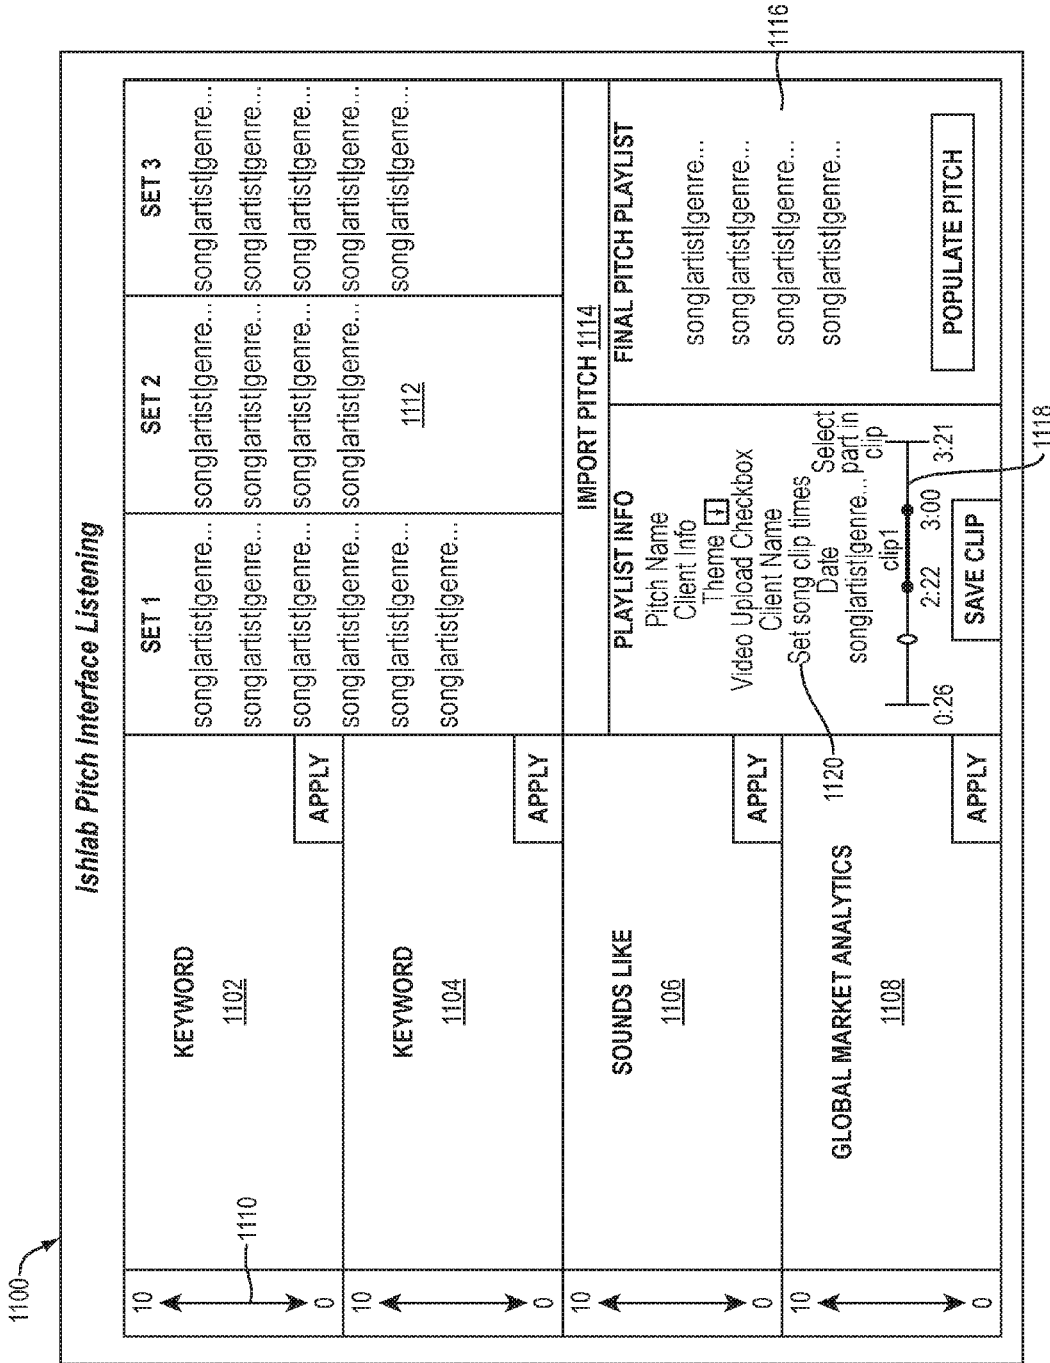 1100
Ishlab Pitch Interface Listening
10
1110
0
KEYWORD
1102
APPLY
10
0
KEYWORD
1104
APPLY
10
0
SOUNDS LIKE
1106
APPLY
10
0
GLOBAL MARKET ANALYTICS
1108
APPLY
SET 1
song|artist|genre...
song|artist|genre...
song|artist|genre...
song|artist|genre...
song|artist|genre...
song|artist|genre...
SET 2
song|artist|genre...
song|artist|genre...
song|artist|genre...
song|artist|genre...
1112
SET 3
song|artist|genre...
song|artist|genre...
song|artist|genre...
song|artist|genre...
song|artist|genre...
IMPORT PITCH 1114
PLAYLIST INFO
Pitch Name
Client Info
Theme
Video Upload Checkbox
Client Name
Set song clip times
1120
Date
song|artist|genre...
Select
part in
clip
clip1
0:26
2:22
3:00
3:21
1118
SAVE CLIP
FINAL PITCH PLAYLIST
1116
song|artist|genre...
song|artist|genre...
song|artist|genre...
song|artist|genre...
POPULATE PITCH